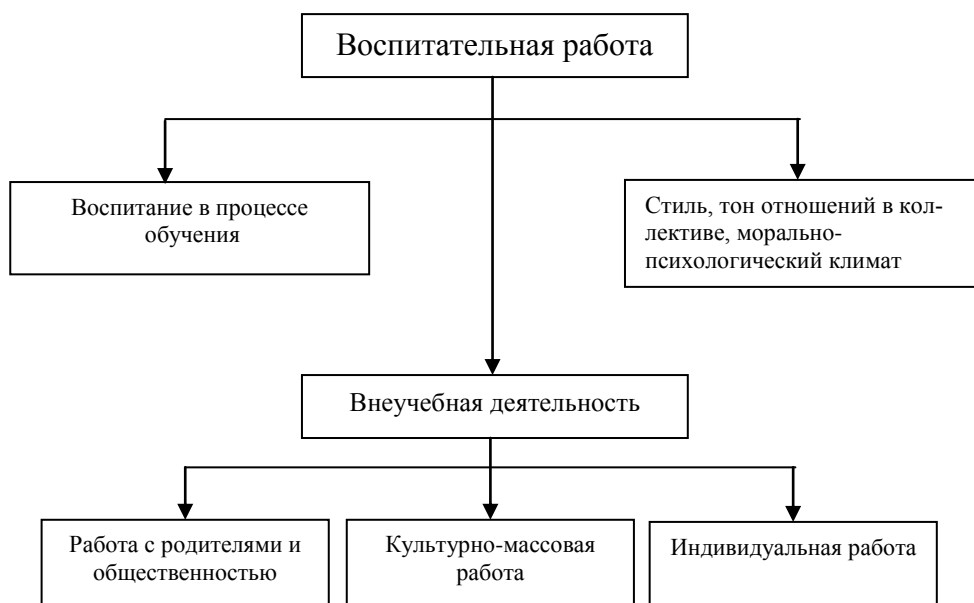 Воспитательная работа
Воспитание в процессе
обучения
Стиль, тон отношений в кол-
лективе, морально-
психологический климат
Внеучебная деятельность
Работа с родителями и
общественностью
Культурно-массовая
работа
Индивидуальная работа